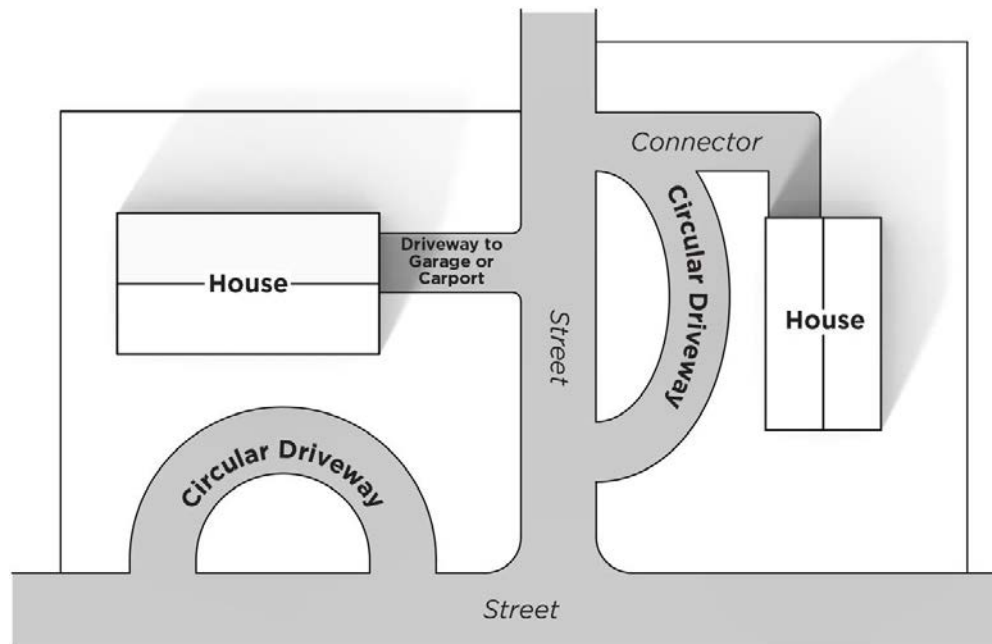 Connector
Circular Driveway
Driveway to
Garage or
Carport
House
Street
House
Circular Driveway
Street